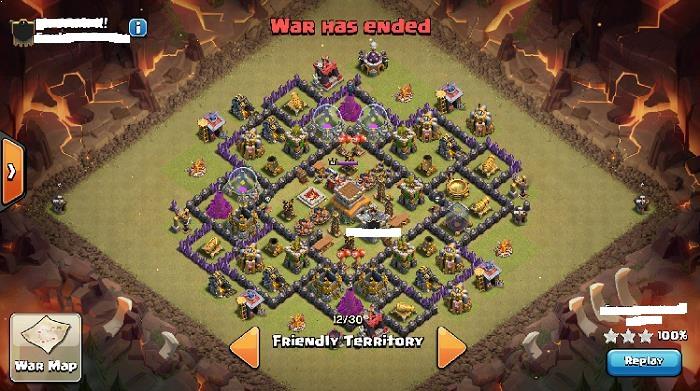 War has ended
i
12/30
Friendly Territory
War Map
100%
Replay